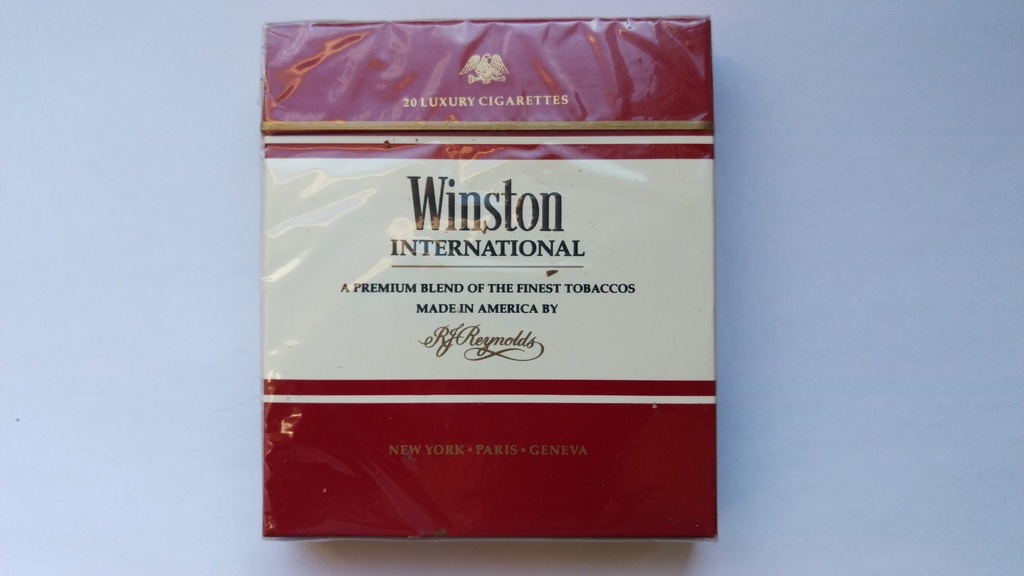 20 LUXURY CIGARETTES
Winston
INTERNATIONAL
A PREMIUM BLEND OF THE FINEST TOBACCOS
MADE IN AMERICA BY
RJReynolds
NEW YORK • PARIS • GENEVA